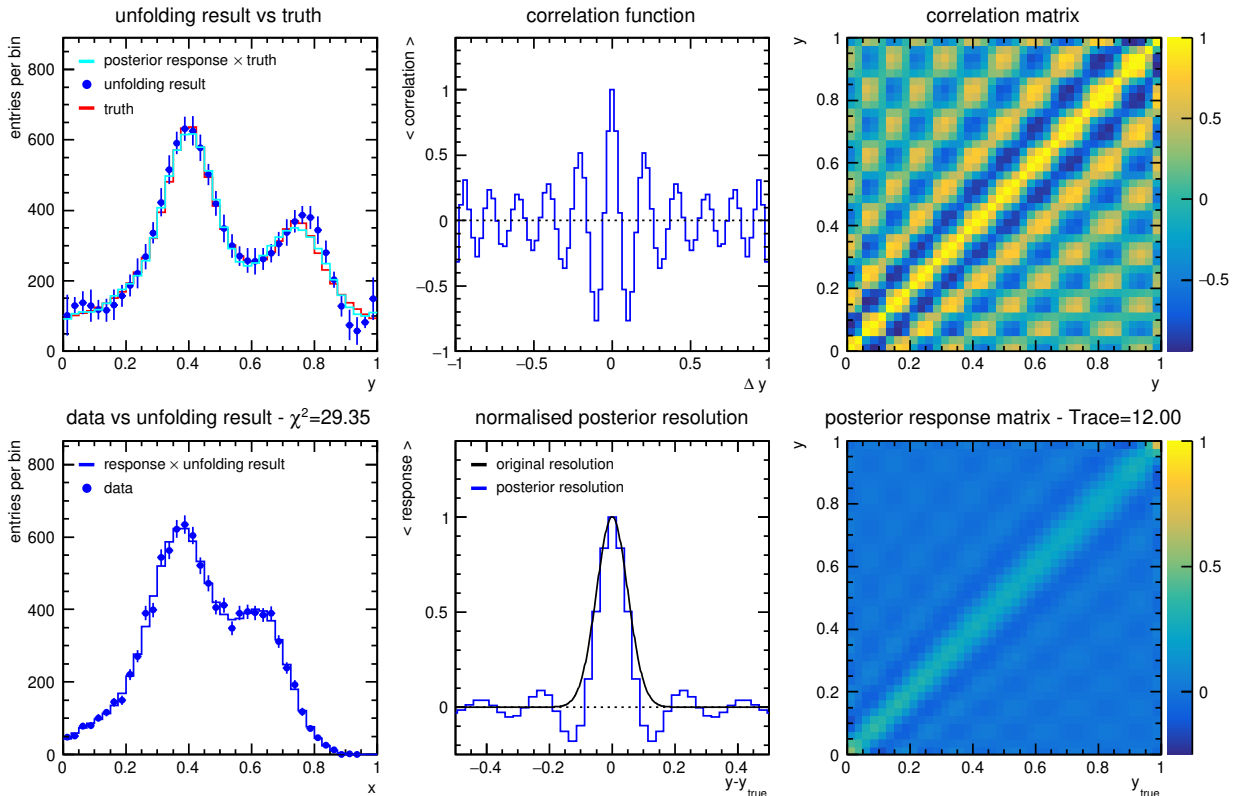 unfolding result vs truth
entries per bin
800
600
400
200
0
posterior response × truth
unfolding result
truth
0 0.2 0.4 0.6 0.8 1
y
correlation function
< correlation >
1
0.5
0
−0.5
−1
−1 −0.5 0 0.5 1
Δ y
correlation matrix
y
1
0.8
0.6
0.4
0.2
0
0 0.2 0.4 0.6 0.8 1
y
1
0.5
0
−0.5
data vs unfolding result - χ²=29.35
entries per bin
800
600
400
200
0
response × unfolding result
data
0 0.2 0.4 0.6 0.8 1
x
normalised posterior resolution
< response >
1
0.5
0
original resolution
posterior resolution
−0.4 −0.2 0 0.2 0.4
y-y_true
posterior response matrix - Trace=12.00
y
1
0.8
0.6
0.4
0.2
0
0 0.2 0.4 0.6 0.8 1
y_true
1
0.5
0